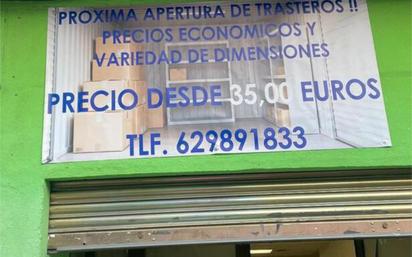 PROXIMA APERTURA DE TRASTEROS !!
PRECIOS ECONOMICOS Y
VARIEDAD DE DIMENSIONES
PRECIO DESDE 35,00 EUROS
TLF. 629891833